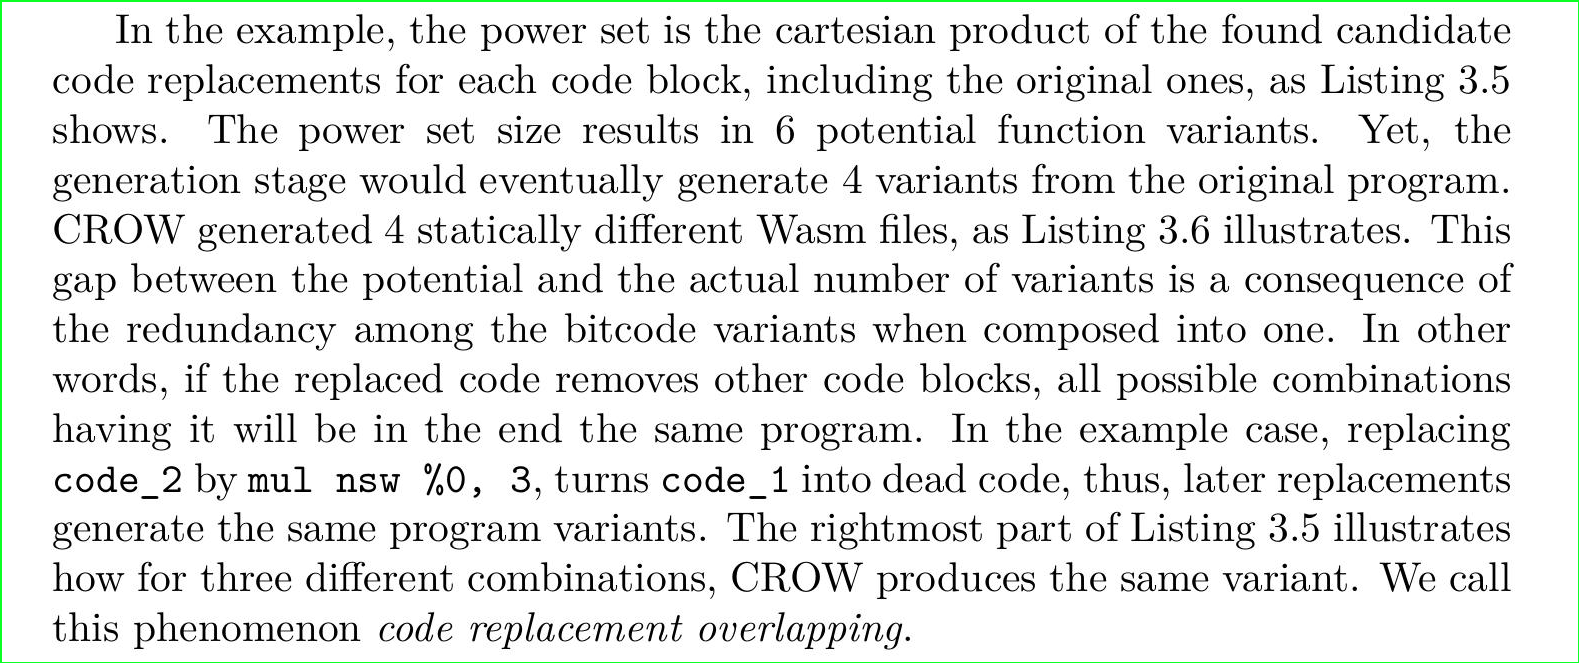 In the example, the power set is the cartesian product of the found candidate
code replacements for each code block, including the original ones, as Listing 3.5
shows. The power set size results in 6 potential function variants. Yet, the
generation stage would eventually generate 4 variants from the original program.
CROW generated 4 statically different Wasm files, as Listing 3.6 illustrates. This
gap between the potential and the actual number of variants is a consequence of
the redundancy among the bitcode variants when composed into one. In other
words, if the replaced code removes other code blocks, all possible combinations
having it will be in the end the same program. In the example case, replacing
code_2 by mul nsw %0, 3, turns code_1 into dead code, thus, later replacements
generate the same program variants. The rightmost part of Listing 3.5 illustrates
how for three different combinations, CROW produces the same variant. We call
this phenomenon code replacement overlapping.